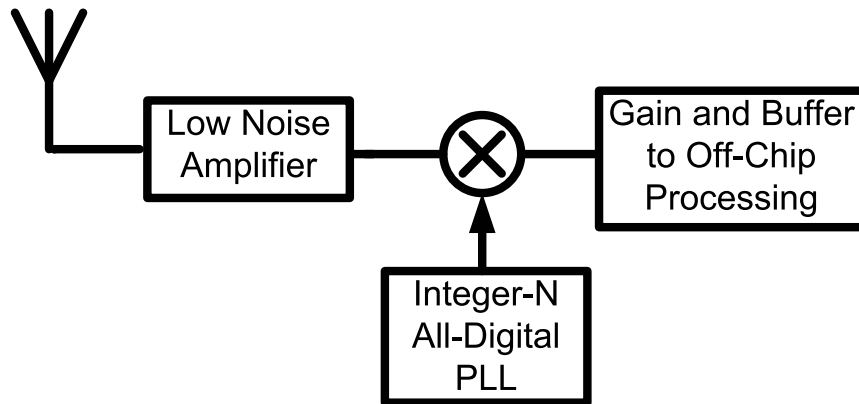 Low Noise
Amplifier
Gain and Buffer
to Off-Chip
Processing
Integer-N
All-Digital
PLL